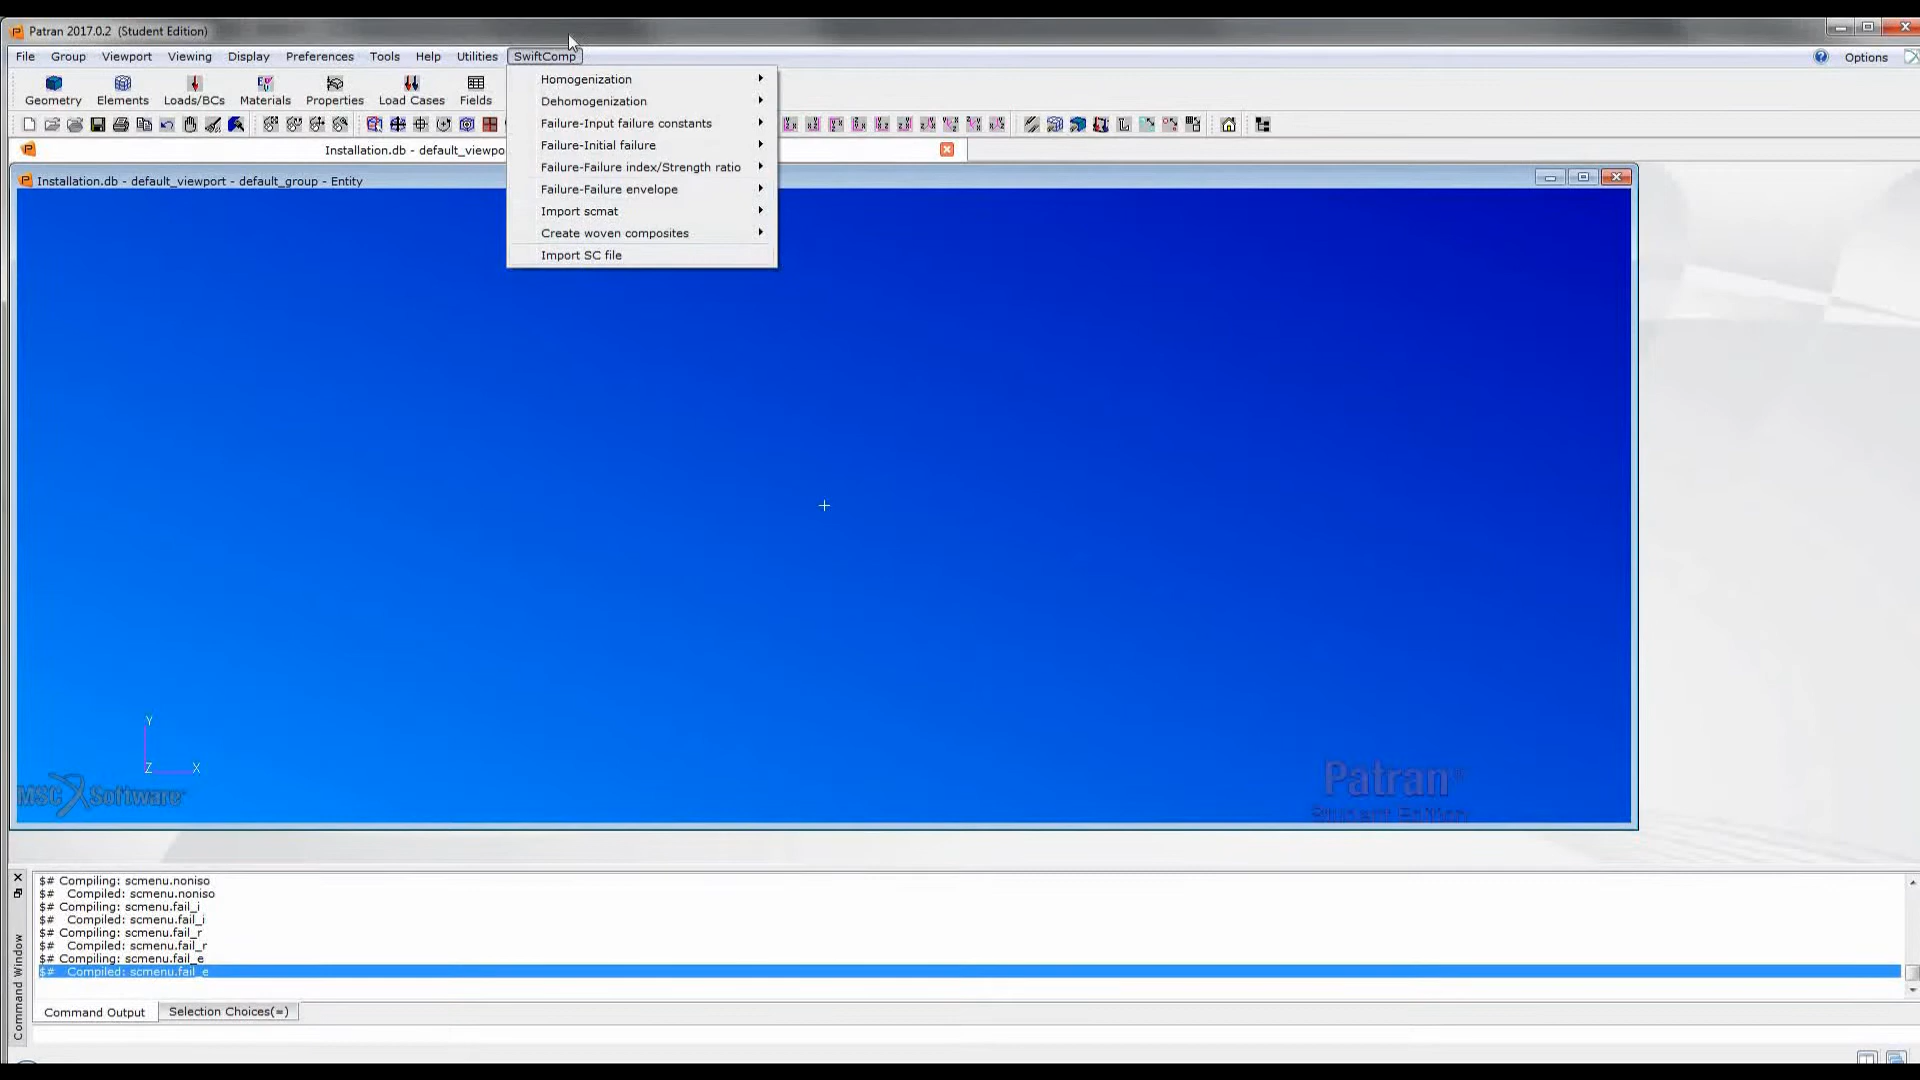 Patran 2017.0.2 (Student Edition)
File Group Viewport Viewing Display Preferences Tools Help Utilities SwiftComp Options
Geometry Elements Loads/BCs Materials Properties Load Cases Fields
Installation.db - default_viewpo
Installation.db - default_viewport - default_group - Entity
Homogenization
Dehomogenization
Failure-Input failure constants
Failure-Initial failure
Failure-Failure index/Strength ratio
Failure-Failure envelope
Import scmat
Create woven composites
Import SC file
Y
Z X
MSC Software
Patran
Student Edition
$# Compiling: scmenu.noniso
$# Compiled: scmenu.noniso
$# Compiling: scmenu.fail_i
$# Compiled: scmenu.fail_i
$# Compiling: scmenu.fail_r
$# Compiled: scmenu.fail_r
$# Compiling: scmenu.fail_e
$# Compiled: scmenu.fail_e
Command Window
Command Output Selection Choices(=)